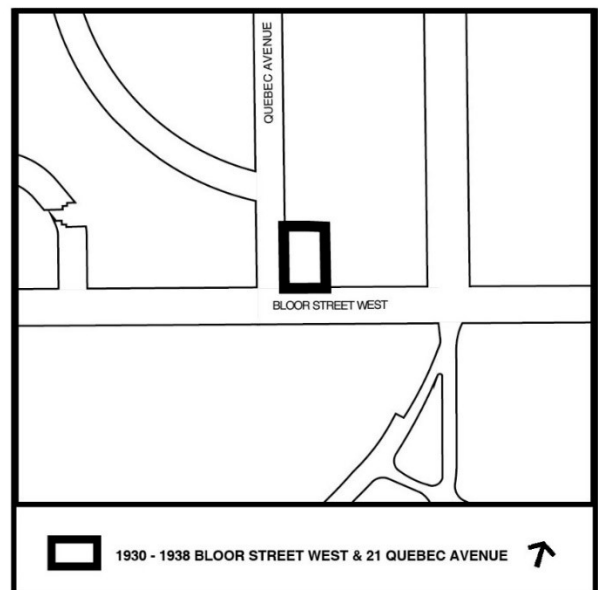 QUEBEC AVENUE
BLOOR STREET WEST
1930 - 1938 BLOOR STREET WEST & 21 QUEBEC AVENUE